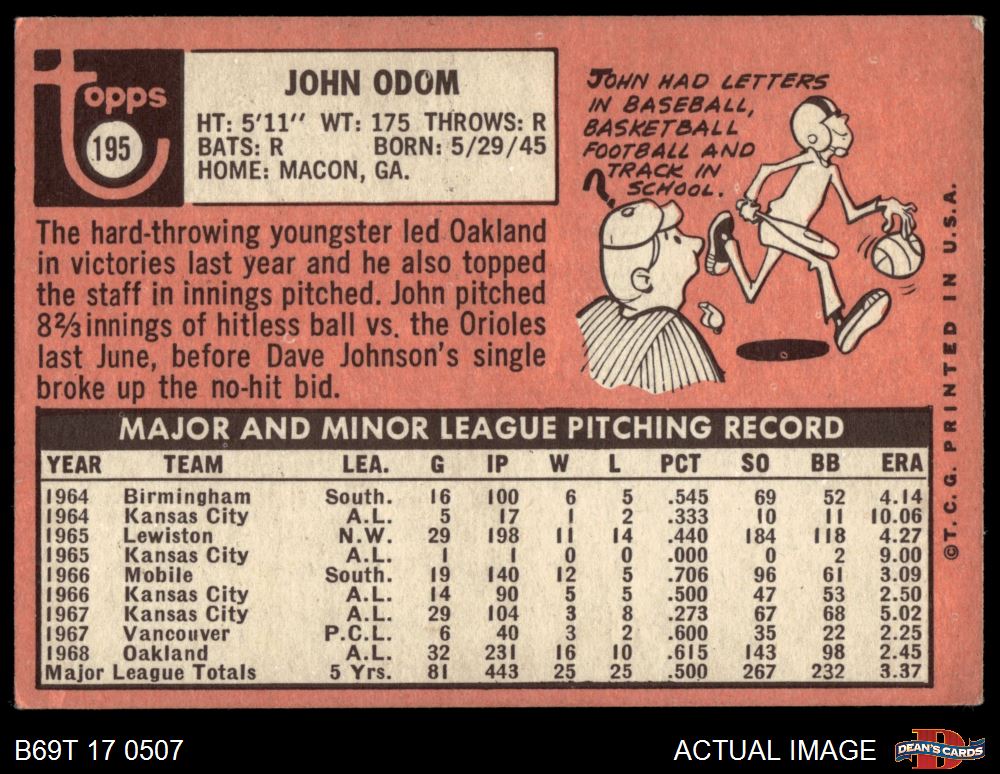 Topps
195
JOHN ODOM
HT: 5'11" WT: 175 THROWS: R
BATS: R BORN: 5/29/45
HOME: MACON, GA.
JOHN HAD LETTERS
IN BASEBALL,
BASKETBALL
FOOTBALL AND
TRACK IN
SCHOOL.
The hard-throwing youngster led Oakland
in victories last year and he also topped
the staff in innings pitched. John pitched
8 2/3 innings of hitless ball vs. the Orioles
last June, before Dave Johnson's single
broke up the no-hit bid.
MAJOR AND MINOR LEAGUE PITCHING RECORD
YEAR TEAM LEA. G IP W L PCT SO BB ERA
1964 Birmingham South. 16 100 6 5 .545 69 52 4.14
1964 Kansas City A.L. 5 17 1 2 .333 10 11 10.06
1965 Lewiston N.W. 29 198 11 14 .440 184 118 4.27
1965 Kansas City A.L. 1 1 0 0 .000 0 2 9.00
1966 Mobile South. 19 140 12 5 .706 96 61 3.09
1966 Kansas City A.L. 14 90 5 5 .500 47 53 2.50
1967 Kansas City A.L. 29 104 3 8 .273 67 68 5.02
1967 Vancouver P.C.L. 6 40 3 2 .600 35 22 2.25
1968 Oakland A.L. 32 231 16 10 .615 143 98 2.45
Major League Totals 5 Yrs. 81 443 25 25 .500 267 232 3.37
©T.C.G. PRINTED IN U.S.A.
B69T 17 0507
ACTUAL IMAGE
D
DEAN'S CARDS